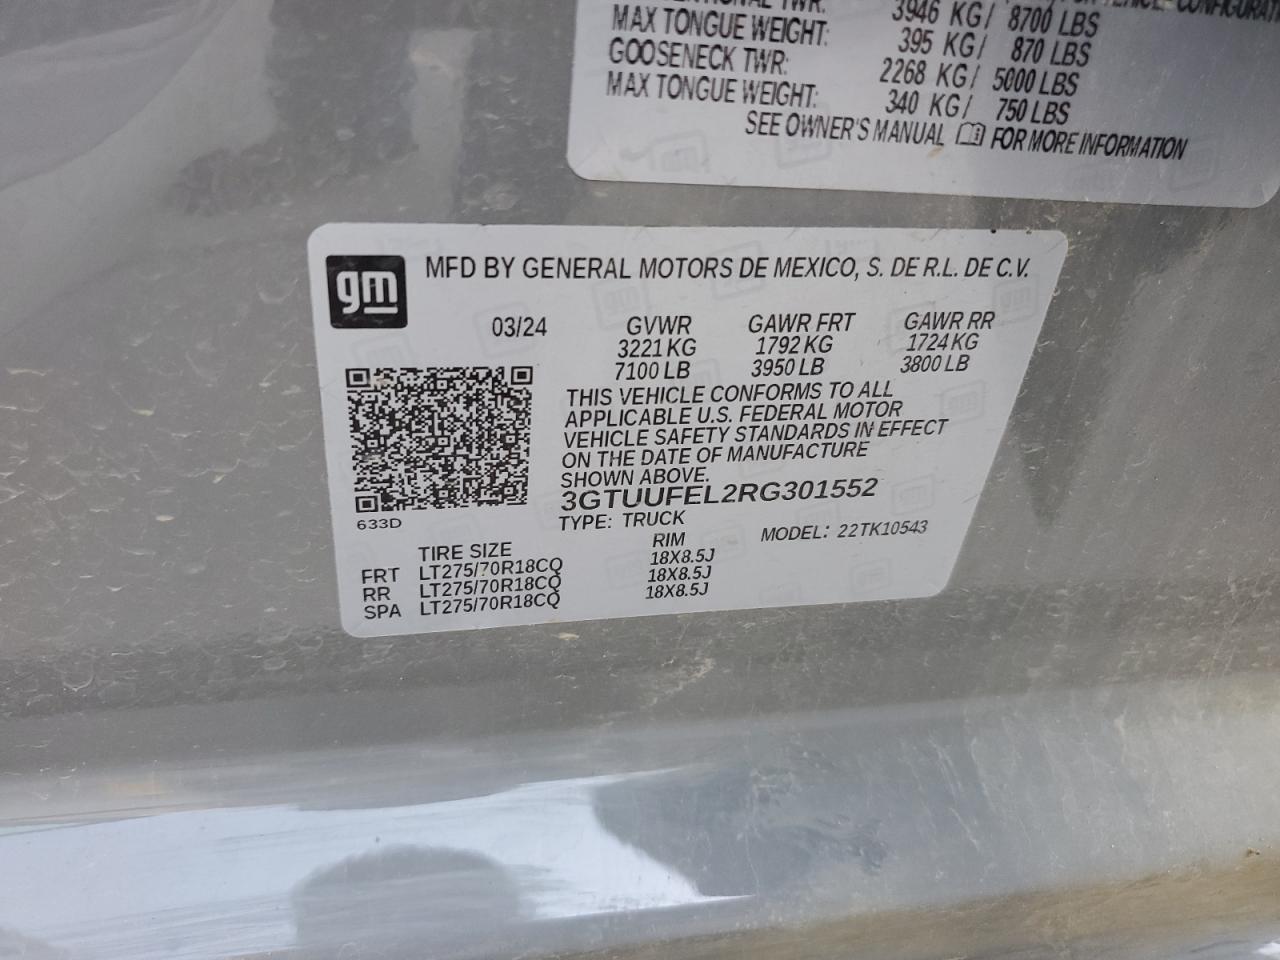 TWR: 3946 KG/ 8700 LBS
MAX TONGUE WEIGHT: 395 KG/ 870 LBS
GOOSENECK TWR: 2268 KG/ 5000 LBS
MAX TONGUE WEIGHT: 340 KG/ 750 LBS
SEE OWNER'S MANUAL FOR MORE INFORMATION
gm
MFD BY GENERAL MOTORS DE MEXICO, S. DE R.L. DE C.V.
03/24 GVWR GAWR FRT GAWR RR
3221 KG 1792 KG 1724 KG
7100 LB 3950 LB 3800 LB
THIS VEHICLE CONFORMS TO ALL
APPLICABLE U.S. FEDERAL MOTOR
VEHICLE SAFETY STANDARDS IN EFFECT
ON THE DATE OF MANUFACTURE
SHOWN ABOVE.
3GTUUFEL2RG301552
633D
TYPE: TRUCK MODEL: 22TK10543
TIRE SIZE RIM
FRT LT275/70R18CQ 18X8.5J
RR LT275/70R18CQ 18X8.5J
SPA LT275/70R18CQ 18X8.5J